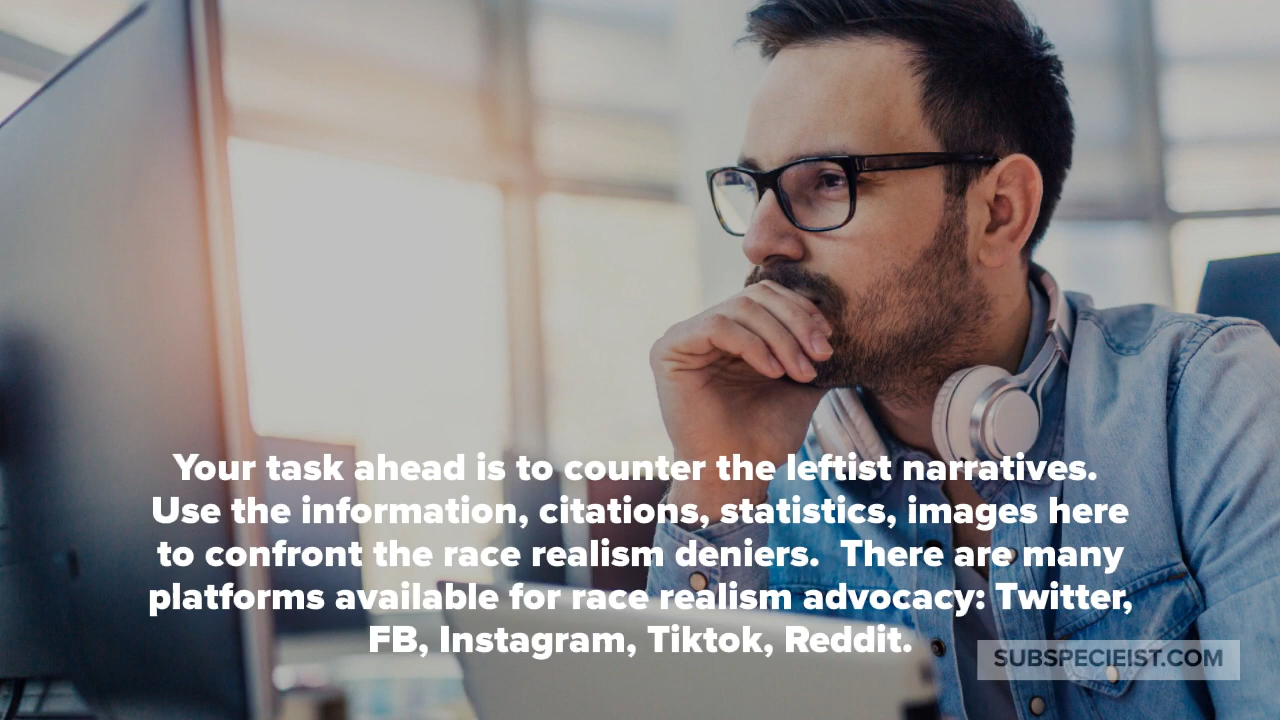 Your task ahead is to counter the leftist narratives.
Use the information, citations, statistics, images here
to confront the race realism deniers.  There are many
platforms available for race realism advocacy: Twitter,
FB, Instagram, Tiktok, Reddit.
SUBSPECIEIST.COM